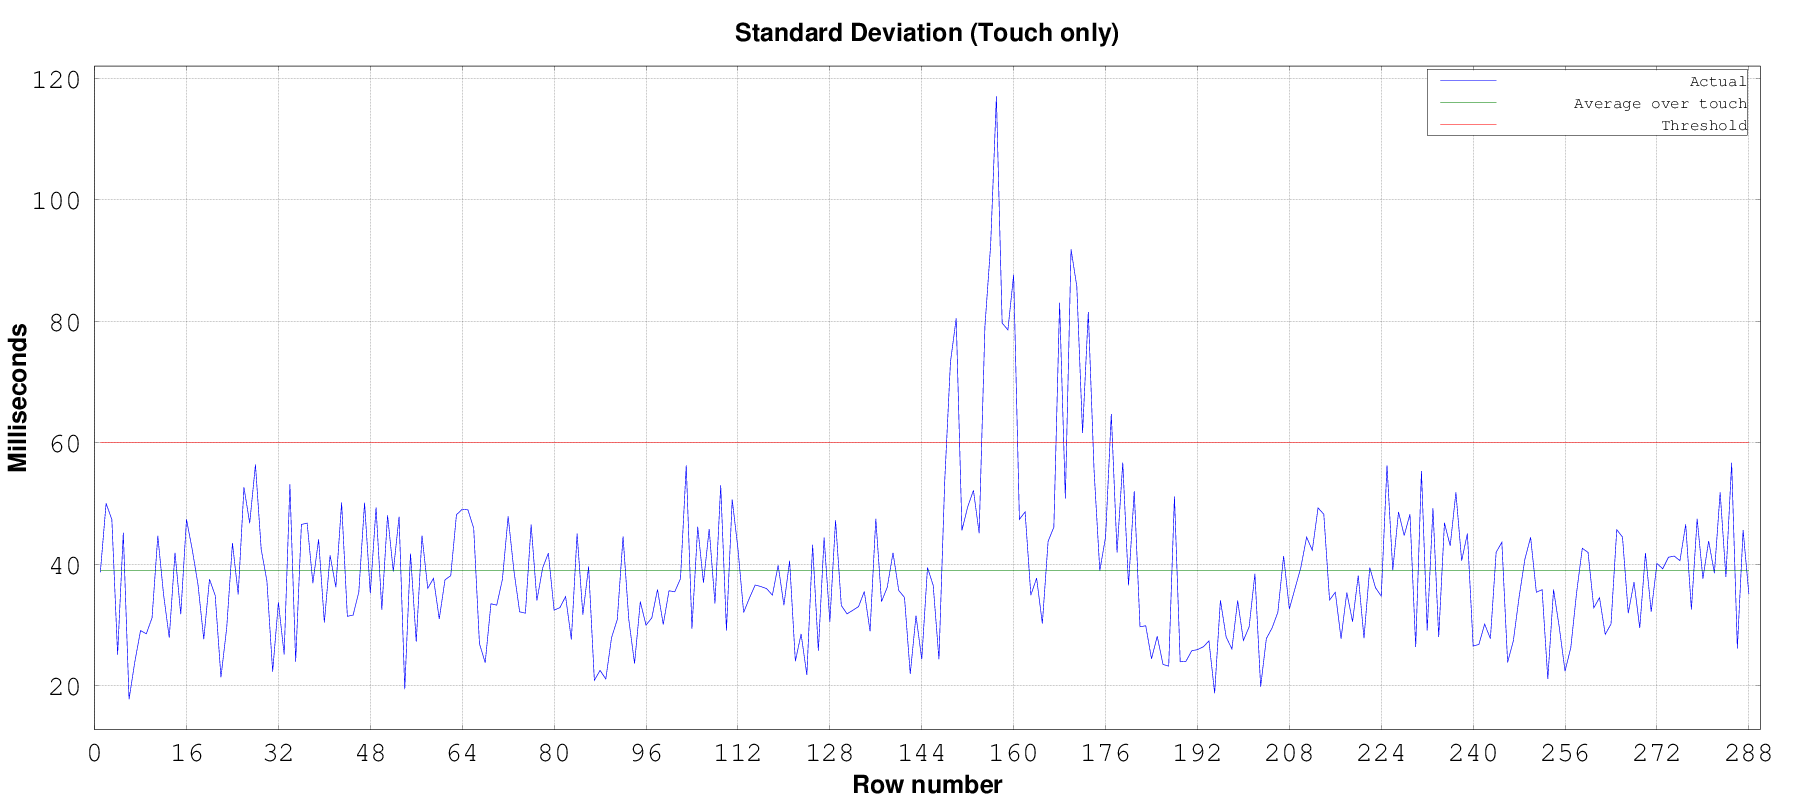 Standard Deviation (Touch only)
120
100
80
60
40
20
Milliseconds
Actual
Average over touch
Threshold
0 16 32 48 64 80 96 112 128 144 160 176 192 208 224 240 256 272 288
Row number